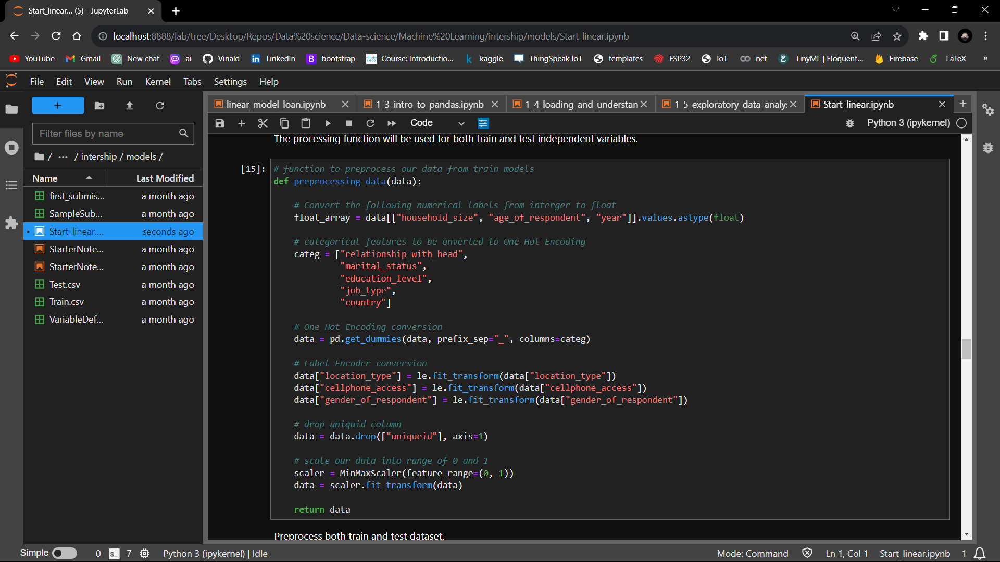 Start_linear... (5) - JupyterLab
localhost:8888/lab/tree/Desktop/Repos/Data%20science/Data-science/Machine%20Learning/intership/models/Start_linear.ipynb
YouTube Gmail New chat ai Vinald LinkedIn bootstrap Course: Introductio... kaggle ThingSpeak IoT templates ESP32 IoT net TinyML | Eloquent... Firebase LaTeX »
File Edit View Run Kernel Tabs Settings Help
linear_model_loan.ipynb 1_3_intro_to_pandas.ipynb 1_4_loading_and_understan 1_5_exploratory_data_analys Start_linear.ipynb
Code Python 3 (ipykernel)
Filter files by name
/ ... / intership / models /
Name Last Modified
first_submis... a month ago
SampleSub... a month ago
Start_linear.... seconds ago
StarterNote... a month ago
StarterNote... a month ago
Test.csv a month ago
Train.csv a month ago
VariableDef... a month ago
The processing function will be used for both train and test independent variables.
[15]: # function to preprocess our data from train models
def preprocessing_data(data):
# Convert the following numerical labels from interger to float
float_array = data[["household_size", "age_of_respondent", "year"]].values.astype(float)
# categorical features to be onverted to One Hot Encoding
categ = ["relationship_with_head",
"marital_status",
"education_level",
"job_type",
"country"]
# One Hot Encoding conversion
data = pd.get_dummies(data, prefix_sep="_", columns=categ)
# Label Encoder conversion
data["location_type"] = le.fit_transform(data["location_type"])
data["cellphone_access"] = le.fit_transform(data["cellphone_access"])
data["gender_of_respondent"] = le.fit_transform(data["gender_of_respondent"])
# drop uniquid column
data = data.drop(["uniqueid"], axis=1)
# scale our data into range of 0 and 1
scaler = MinMaxScaler(feature_range=(0, 1))
data = scaler.fit_transform(data)
return data
Preprocess both train and test dataset.
Simple 0 $_ 7 Python 3 (ipykernel) | Idle Mode: Command Ln 1, Col 1 Start_linear.ipynb 1